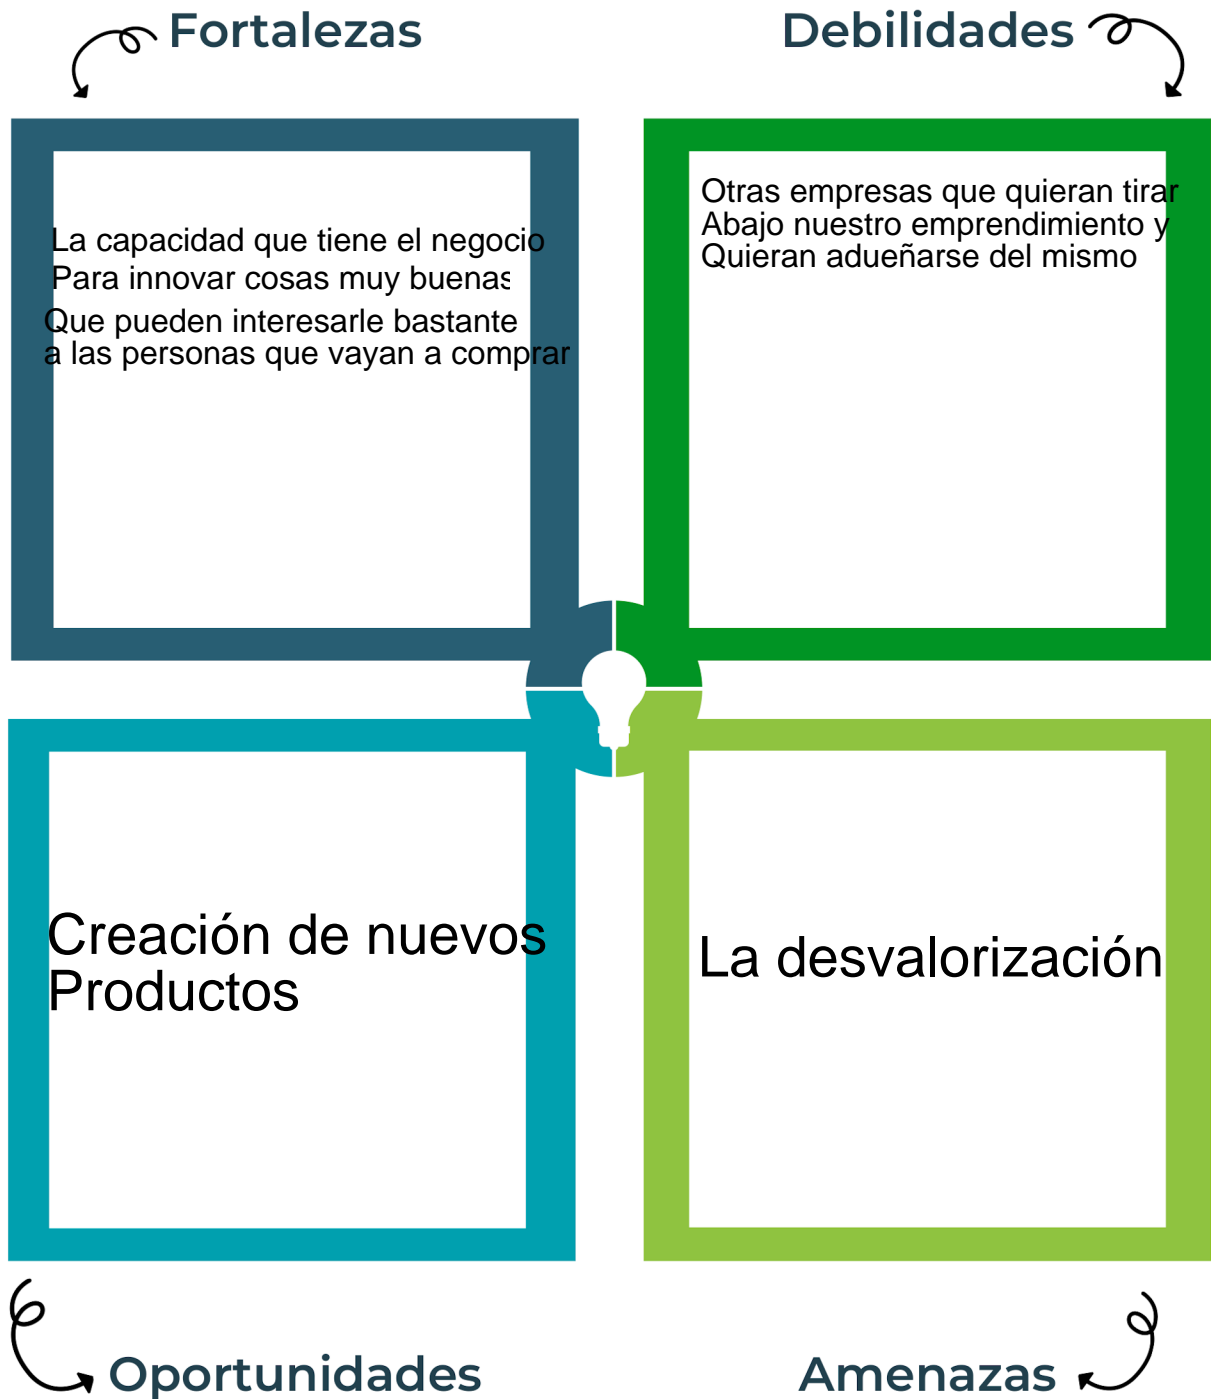 Fortalezas
La capacidad que tiene el negocio
Para innovar cosas muy buenas
Que pueden interesarle bastante
a las personas que vayan a comprar
Debilidades
Otras empresas que quieran tirar
Abajo nuestro emprendimiento y
Quieran adueñarse del mismo
Creación de nuevos
Productos
Oportunidades
La desvalorización
Amenazas